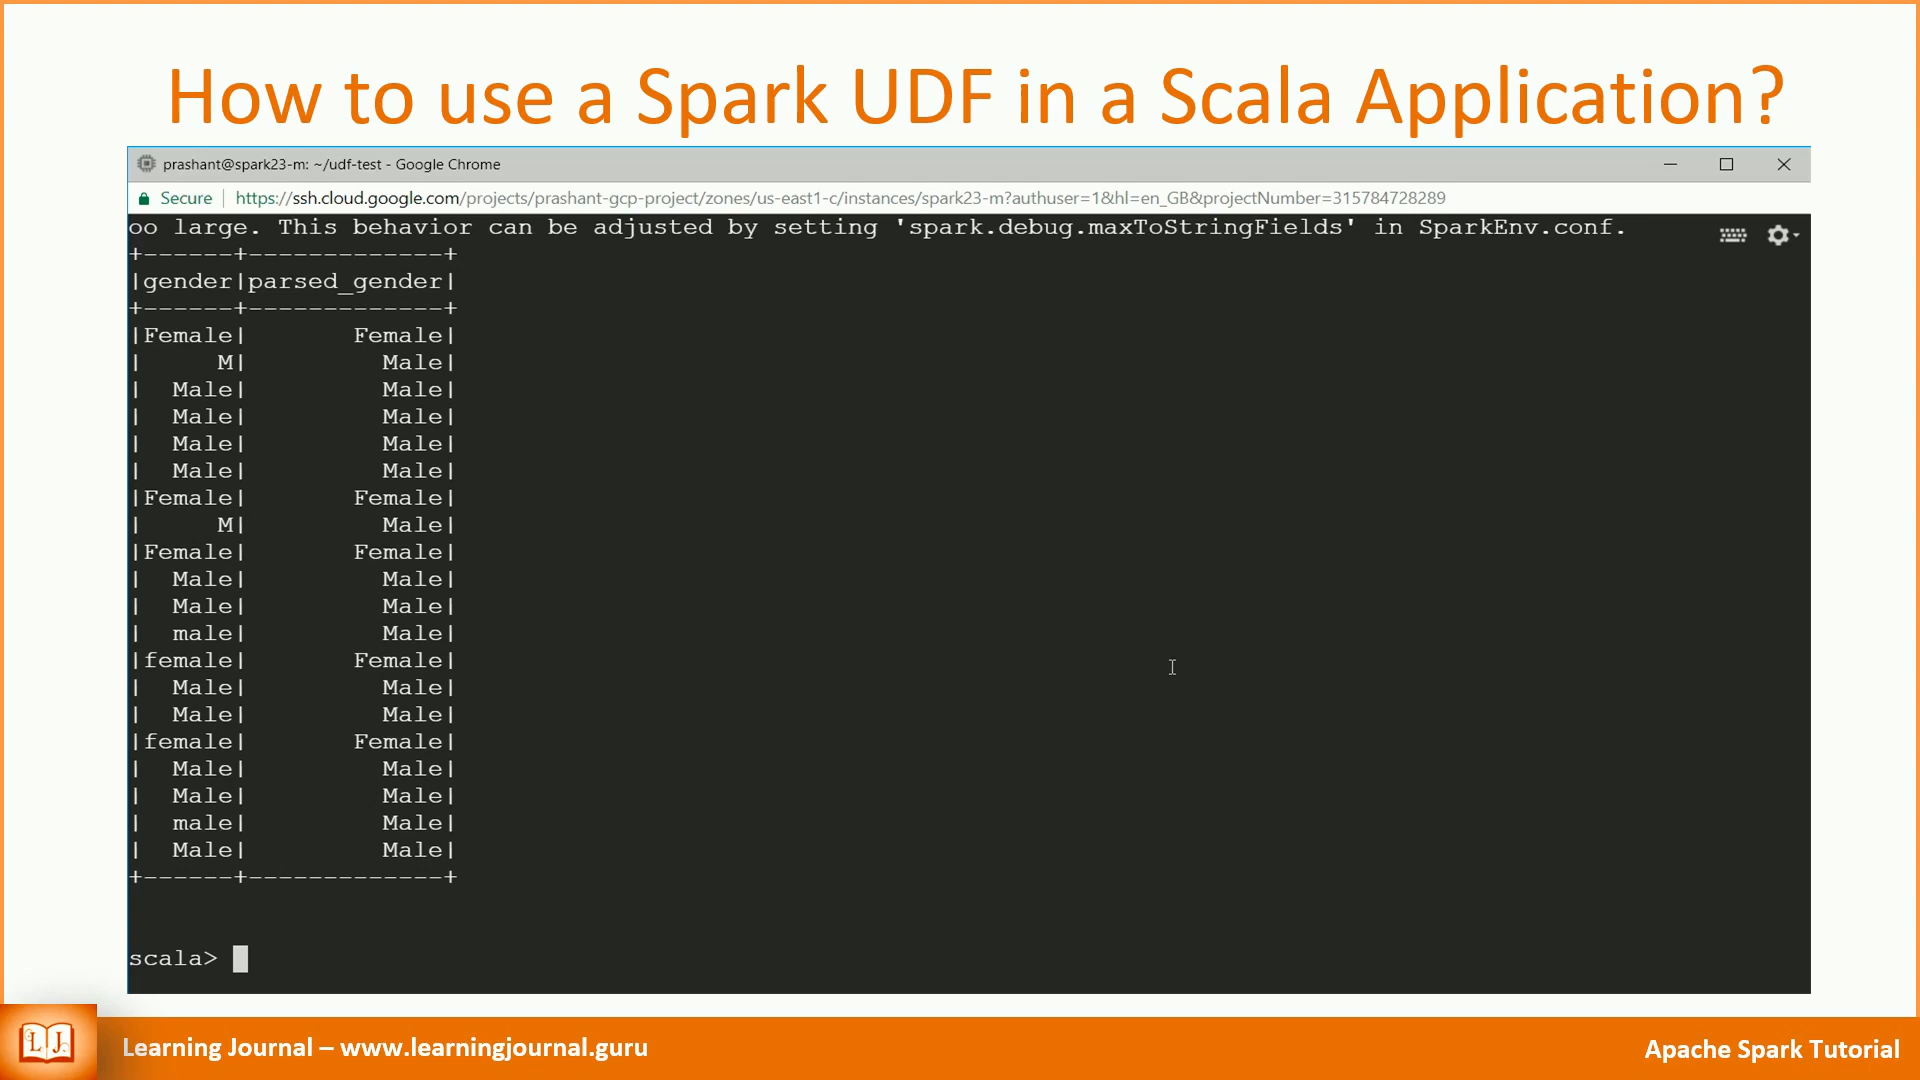 How to use a Spark UDF in a Scala Application?
prashant@spark23-m: ~/udf-test - Google Chrome
Secure | https://ssh.cloud.google.com/projects/prashant-gcp-project/zones/us-east1-c/instances/spark23-m?authuser=1&hl=en_GB&projectNumber=315784728289
oo large. This behavior can be adjusted by setting 'spark.debug.maxToStringFields' in SparkEnv.conf.
+------+-------------+
|gender|parsed_gender|
+------+-------------+
|Female|       Female|
|     M|         Male|
|  Male|         Male|
|  Male|         Male|
|  Male|         Male|
|  Male|         Male|
|Female|       Female|
|     M|         Male|
|Female|       Female|
|  Male|         Male|
|  Male|         Male|
|  male|         Male|
|female|       Female|
|  Male|         Male|
|  Male|         Male|
|female|       Female|
|  Male|         Male|
|  Male|         Male|
|  male|         Male|
|  Male|         Male|
+------+-------------+
scala>
LJ
Learning Journal – www.learningjournal.guru
Apache Spark Tutorial